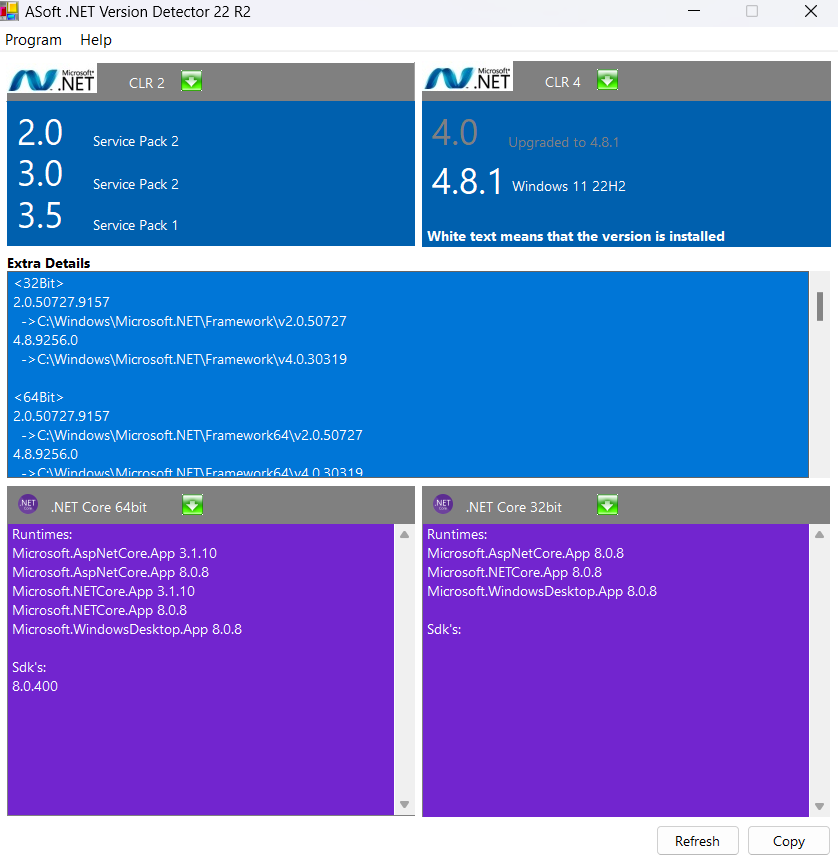 ASoft .NET Version Detector 22 R2
Program Help
Microsoft .NET CLR 2
2.0 Service Pack 2
3.0 Service Pack 2
3.5 Service Pack 1
Microsoft .NET CLR 4
4.0 Upgraded to 4.8.1
4.8.1 Windows 11 22H2
White text means that the version is installed
Extra Details
<32Bit>
2.0.50727.9157
->C:\Windows\Microsoft.NET\Framework\v2.0.50727
4.8.9256.0
->C:\Windows\Microsoft.NET\Framework\v4.0.30319
<64Bit>
2.0.50727.9157
->C:\Windows\Microsoft.NET\Framework64\v2.0.50727
4.8.9256.0
->C:\Windows\Microsoft.NET\Framework64\v4.0.30319
.NET Core .NET Core 64bit
Runtimes:
Microsoft.AspNetCore.App 3.1.10
Microsoft.AspNetCore.App 8.0.8
Microsoft.NETCore.App 3.1.10
Microsoft.NETCore.App 8.0.8
Microsoft.WindowsDesktop.App 8.0.8
Sdk's:
8.0.400
.NET Core .NET Core 32bit
Runtimes:
Microsoft.AspNetCore.App 8.0.8
Microsoft.NETCore.App 8.0.8
Microsoft.WindowsDesktop.App 8.0.8
Sdk's:
Refresh Copy